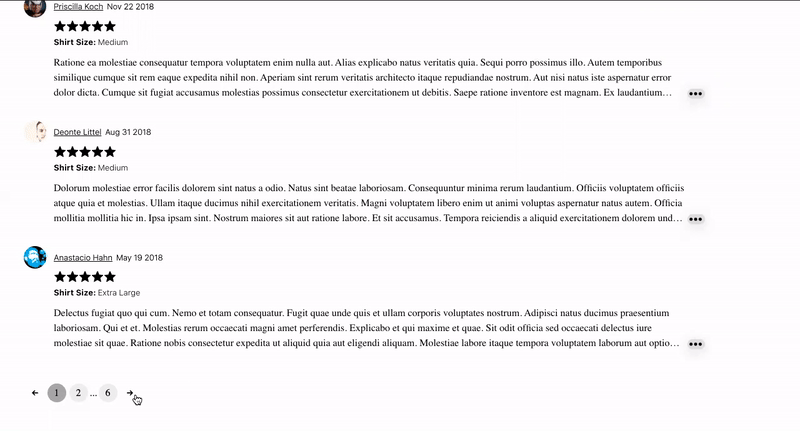 Priscilla Koch Nov 22 2018
Shirt Size: Medium
Ratione ea molestiae consequatur tempora voluptatem enim nulla aut. Alias explicabo natus veritatis quia. Sequi porro possimus illo. Autem temporibus
similique cumque sit rem eaque expedita nihil non. Aperiam sint rerum veritatis architecto itaque repudiandae nostrum. Aut nisi natus iste aspernatur error
dolor dicta. Cumque sit fugiat accusamus molestias possimus consectetur exercitationem ut debitis. Saepe ratione inventore est magnam. Ex laudantium…
Deonte Littel Aug 31 2018
Shirt Size: Medium
Dolorum molestiae error facilis dolorem sint natus a odio. Natus sint beatae laboriosam. Consequuntur minima rerum laudantium. Officiis voluptatem officiis
atque quia et molestias. Ullam itaque ducimus nihil exercitationem veritatis. Magni voluptatem libero enim ut animi voluptas aspernatur natus autem. Officia
mollitia mollitia hic in. Ipsa ipsam sint. Nostrum maiores sit aut ratione labore. Et sit accusamus. Tempora reiciendis a aliquid exercitationem dolorem und…
Anastacio Hahn May 19 2018
Shirt Size: Extra Large
Delectus fugiat quo qui cum. Nemo et totam consequatur. Fugit quae unde quis et ullam corporis voluptates nostrum. Adipisci natus ducimus praesentium
laboriosam. Qui et et. Molestias rerum occaecati magni amet perferendis. Explicabo et qui maxime et quae. Sit odit officia sed occaecati delectus iure
molestiae sit quae. Ratione nobis consectetur expedita ut aliquid quia aut eligendi aliquam. Molestiae labore itaque tempora voluptatem laborum aut optio…
1 2 ... 6